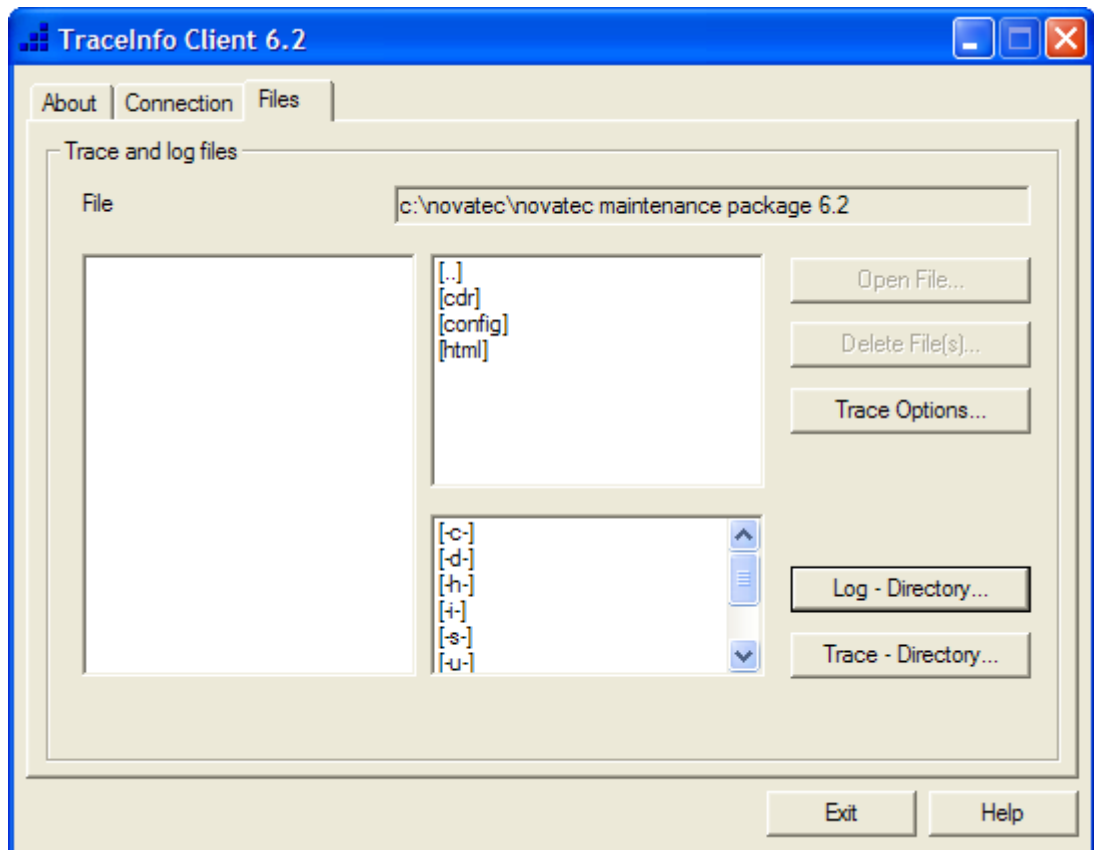 TraceInfo Client 6.2
About Connection Files
Trace and log files
File c:\novatec\novatec maintenance package 6.2
[..]
[cdr]
[config]
[html]
Open File...
Delete File(s)...
Trace Options...
[-c-]
[-d-]
[-h-]
[-i-]
[-s-]
[-u-]
Log - Directory...
Trace - Directory...
Exit Help